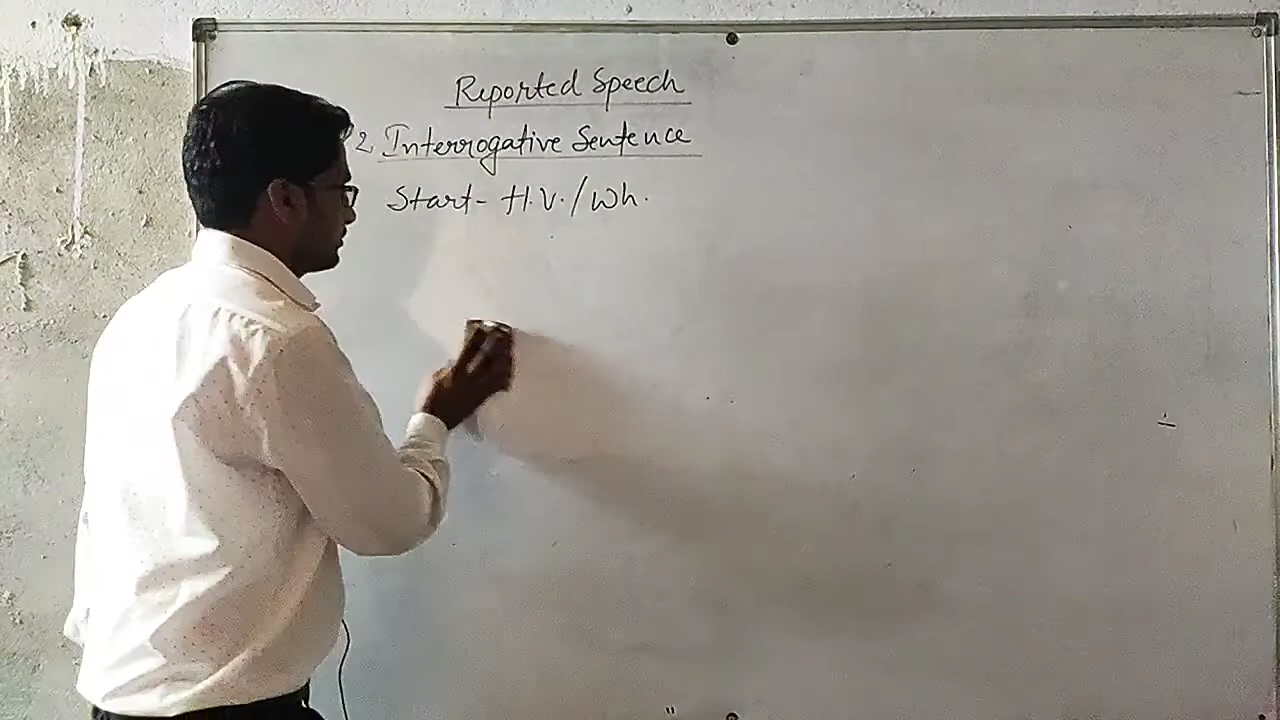 Reported Speech
2. Interrogative Sentence
Start - H.V. / Wh.